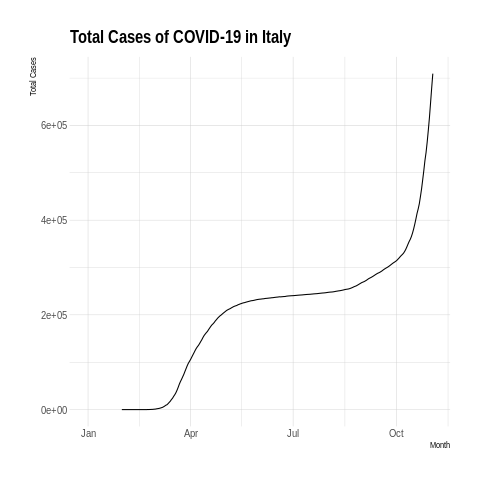 Total Cases of COVID-19 in Italy
Total Cases
6e+05
4e+05
2e+05
0e+00
Jan Apr Jul Oct
Month